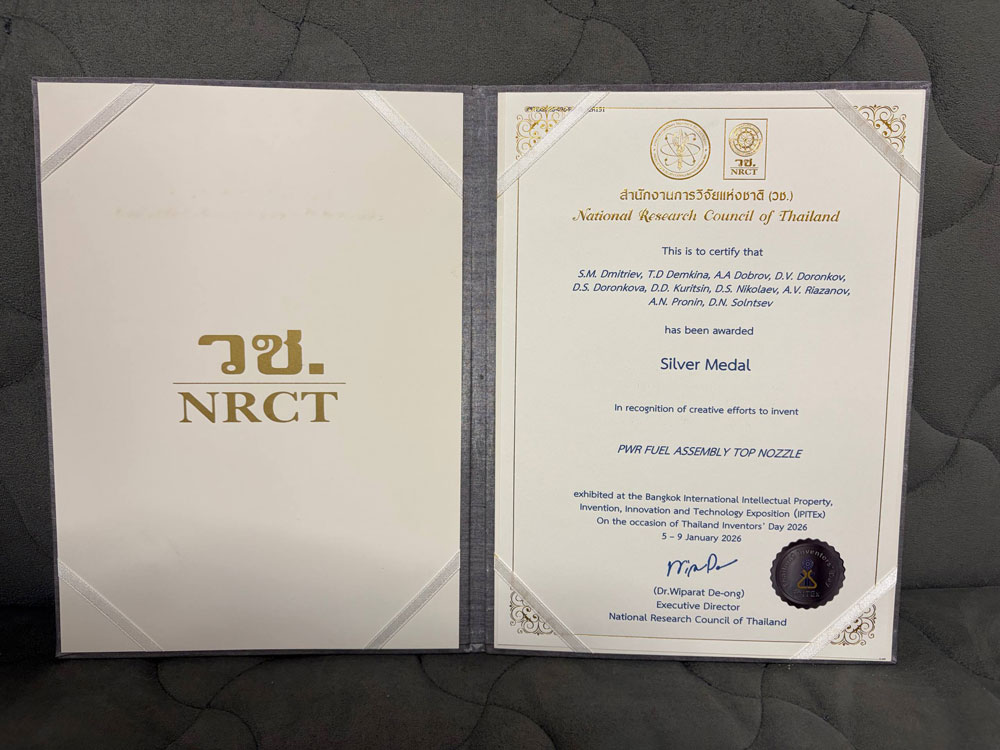 วช.
NRCT
วช.
NRCT
สำนักงานการวิจัยแห่งชาติ (วช.)
National Research Council of Thailand
This is to certify that
S.M. Dmitriev, T.D Demkina, A.A Dobrov, D.V. Doronkov,
D.S. Doronkova, D.D. Kuritsin, D.S. Nikolaev, A.V. Riazanov,
A.N. Pronin, D.N. Solntsev
has been awarded
Silver Medal
In recognition of creative efforts to invent
PWR FUEL ASSEMBLY TOP NOZZLE
exhibited at the Bangkok International Intellectual Property,
Invention, Innovation and Technology Exposition (IPITEx)
On the occasion of Thailand Inventors' Day 2026
5 – 9 January 2026
(Dr.Wiparat De-ong)
Executive Director
National Research Council of Thailand